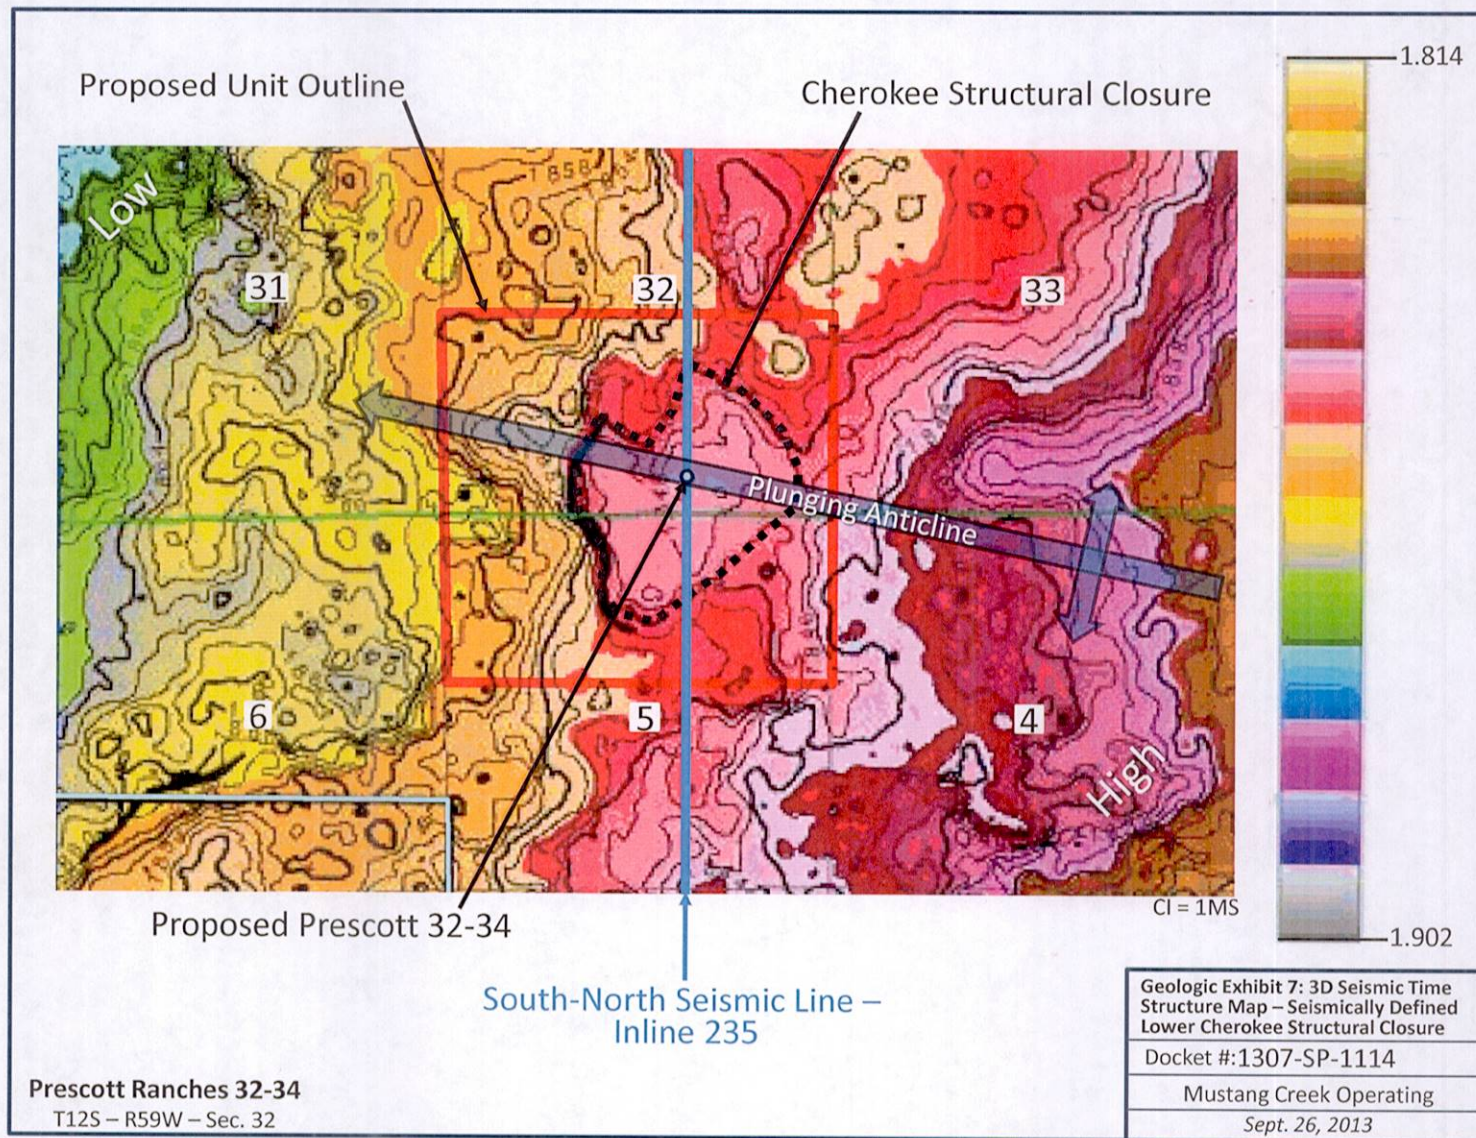 Proposed Unit Outline
Cherokee Structural Closure
1.814
Low
31
32
33
Plunging Anticline
6
5
4
High
CI = 1MS
1.902
Proposed Prescott 32-34
South-North Seismic Line –
Inline 235
Geologic Exhibit 7: 3D Seismic Time
Structure Map – Seismically Defined
Lower Cherokee Structural Closure
Docket #:1307-SP-1114
Mustang Creek Operating
Sept. 26, 2013
Prescott Ranches 32-34
T12S – R59W – Sec. 32